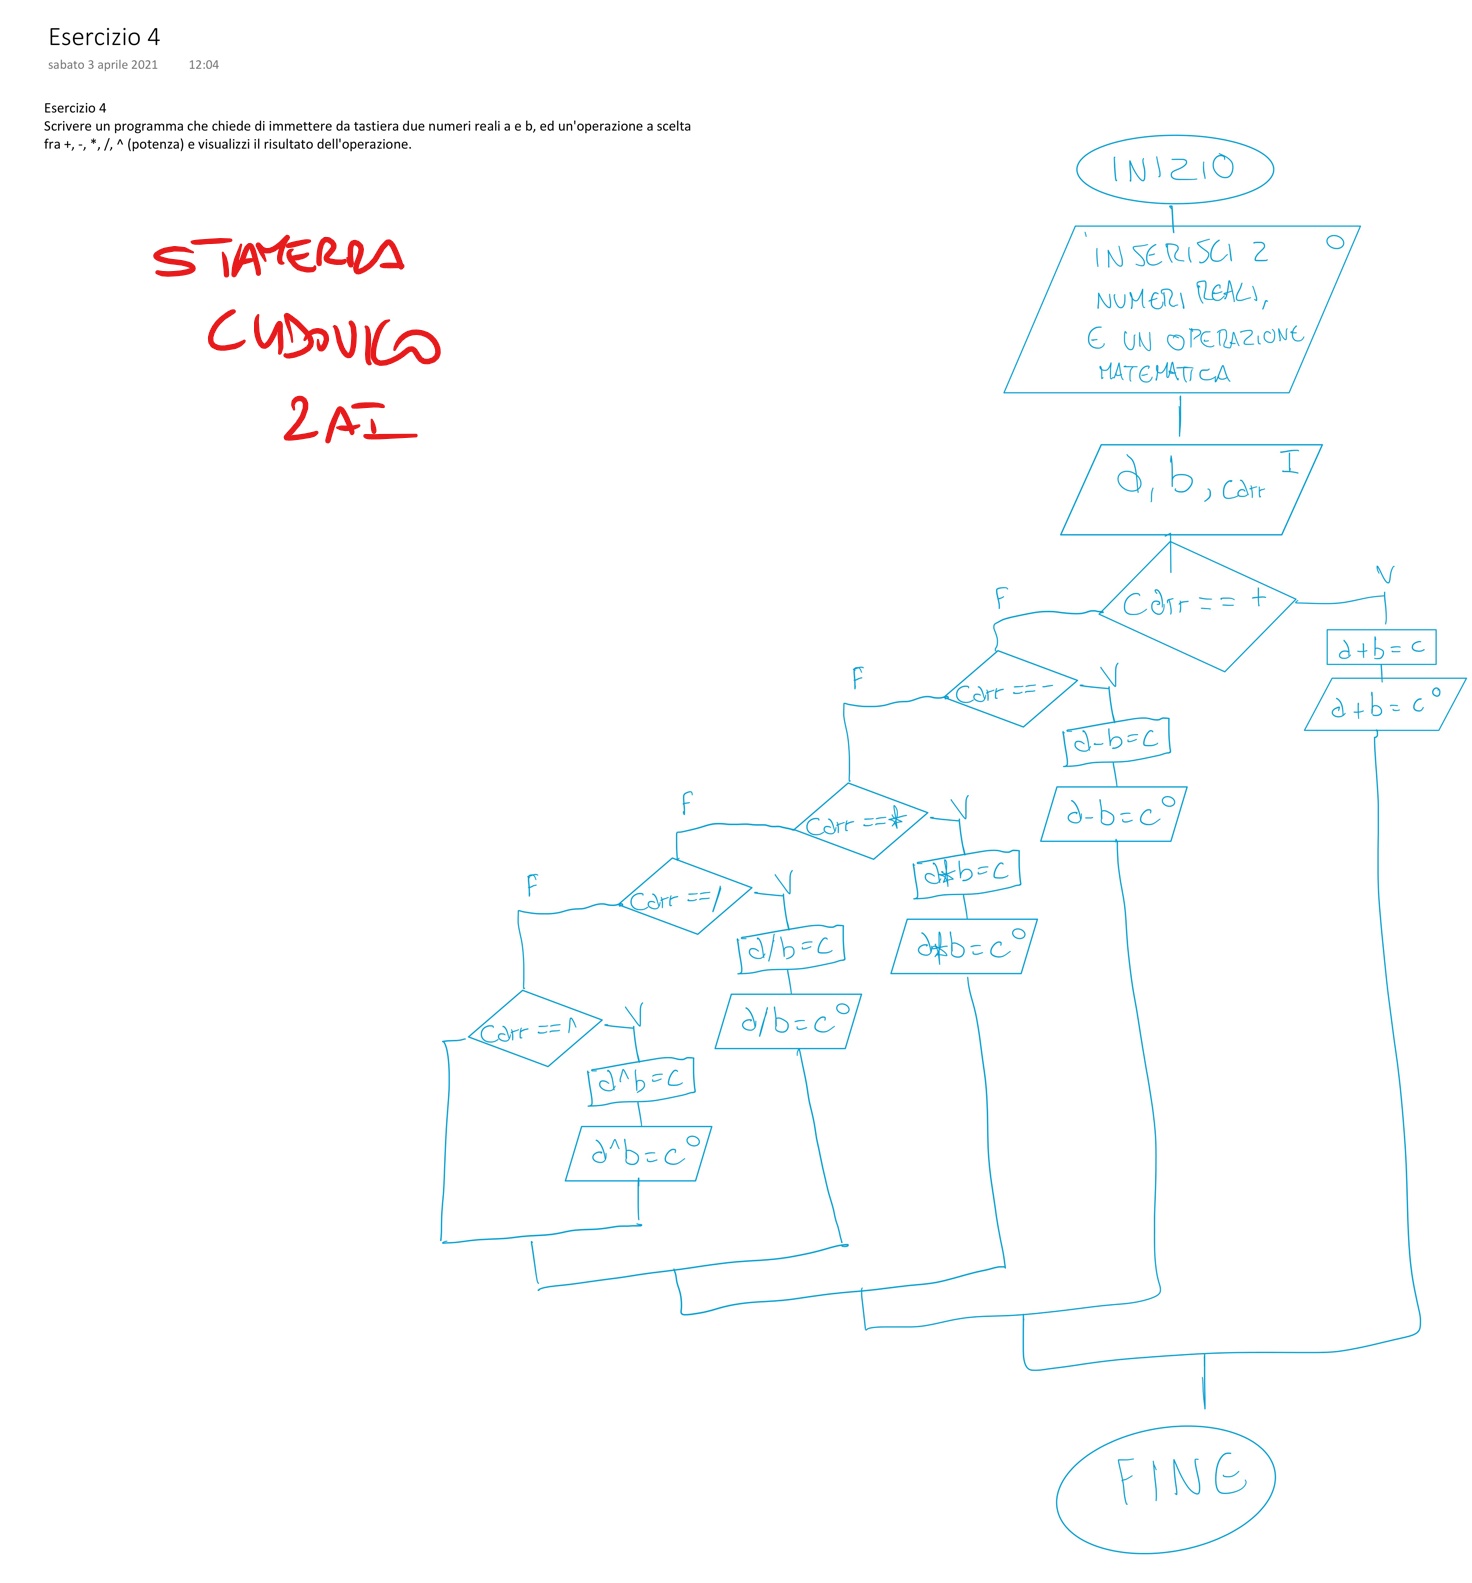 Esercizio 4
sabato 3 aprile 2021 12:04
Esercizio 4
Scrivere un programma che chiede di immettere da tastiera due numeri reali a e b, ed un'operazione a scelta
fra +, -, *, /, ^ (potenza) e visualizzi il risultato dell'operazione.
STAMERRA
LUDOVICO
2AI
INIZIO
INSERISCI 2 O
NUMERI REALI,
E UN OPERAZIONE
MATEMATICA
a, b, carr I
Carr == +
V
F
a+b=c
a+b=c O
Carr == -
V
F
a-b=c
a-b=c O
Carr == *
V
F
a*b=c
a*b=c O
Carr == /
V
F
a/b=c
a/b=c O
Carr == ^
V
a^b=c
a^b=c O
FINE